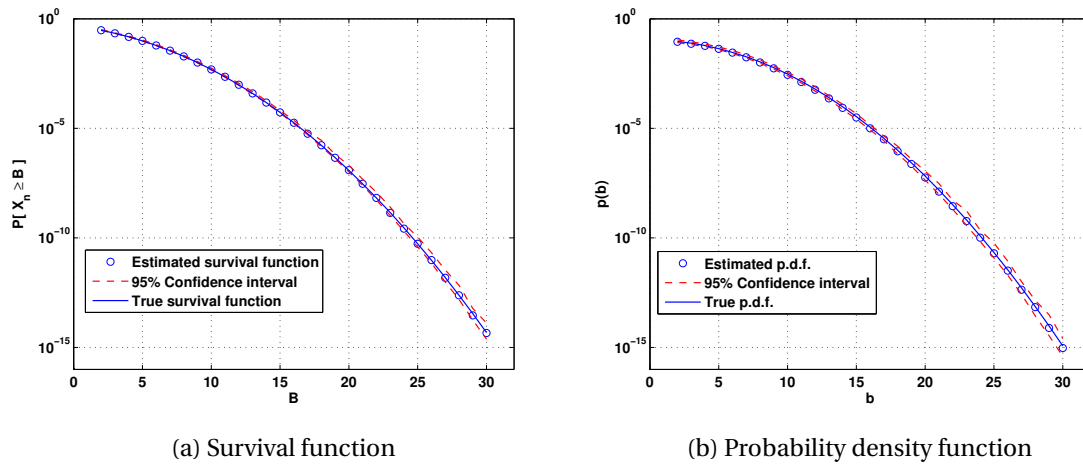 10^0
10^-5
10^-10
10^-15
P[ X_n ≥ B ]
Estimated survival function
95% Confidence interval
True survival function
0 5 10 15 20 25 30
B
(a) Survival function
10^0
10^-5
10^-10
10^-15
p(b)
Estimated p.d.f.
95% Confidence interval
True p.d.f.
0 5 10 15 20 25 30
b
(b) Probability density function